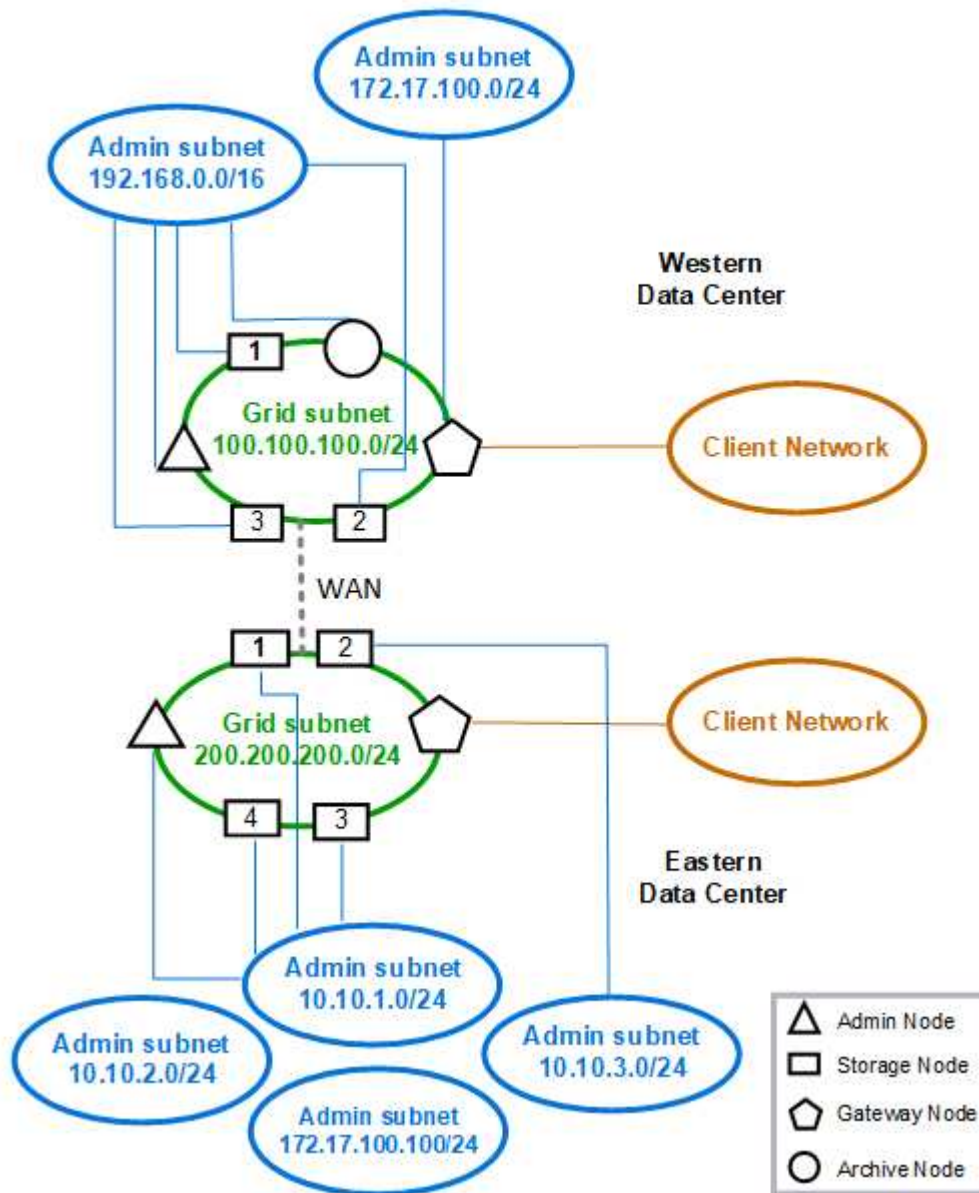 Admin subnet
172.17.100.0/24
Admin subnet
192.168.0.0/16
Western
Data Center
1
Grid subnet
100.100.100.0/24
Client Network
3
2
WAN
1
2
Grid subnet
200.200.200.0/24
Client Network
4
3
Eastern
Data Center
Admin subnet
10.10.1.0/24
Admin subnet
10.10.2.0/24
Admin subnet
10.10.3.0/24
Admin subnet
172.17.100.100/24
Admin Node
Storage Node
Gateway Node
Archive Node